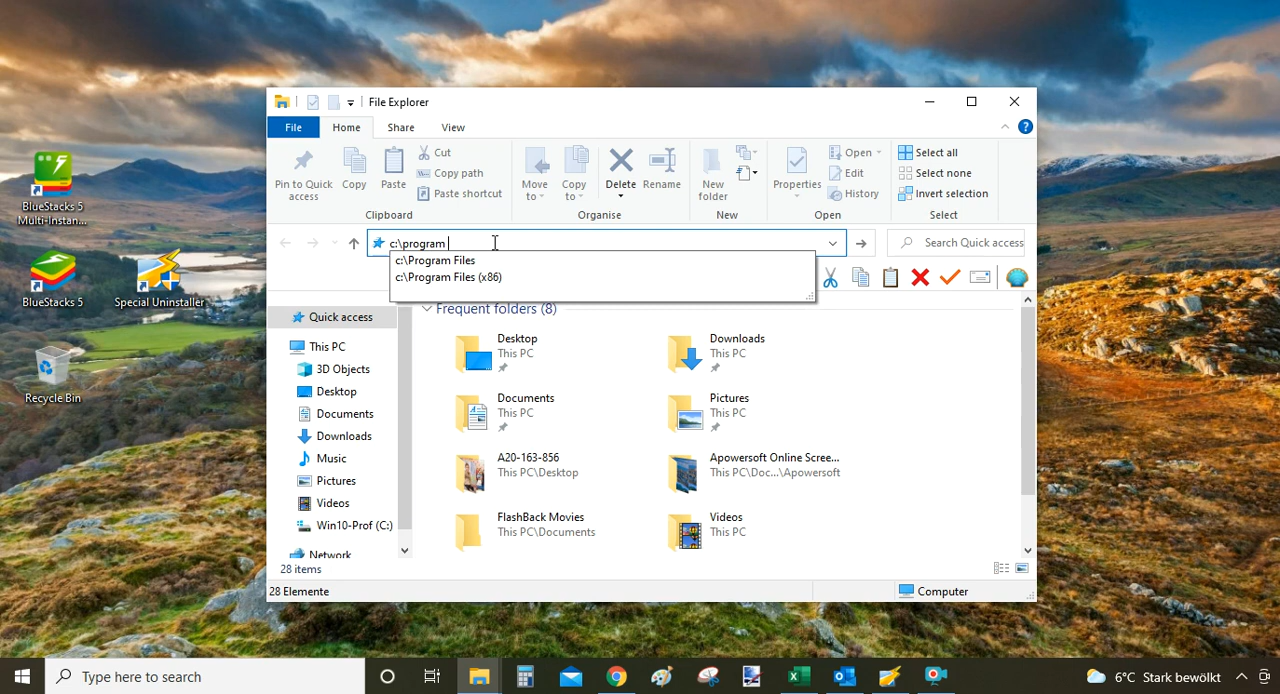 BlueStacks 5
Multi-Instan...
BlueStacks 5
Special Uninstaller
Recycle Bin
File Explorer
File
Home
Share
View
Pin to Quick
access
Copy
Paste
Cut
Copy path
Paste shortcut
Clipboard
Move
to
Copy
to
Delete
Rename
Organise
New
folder
New
Properties
Open
Edit
History
Open
Select all
Select none
Invert selection
Select
c:\program
Search Quick access
c:\Program Files
c:\Program Files (x86)
Quick access
This PC
3D Objects
Desktop
Documents
Downloads
Music
Pictures
Videos
Win10-Prof (C:)
Network
Frequent folders (8)
Desktop
This PC
Downloads
This PC
Documents
This PC
Pictures
This PC
A20-163-856
This PC\Desktop
Apowersoft Online Scree...
This PC\Doc...\Apowersoft
FlashBack Movies
This PC\Documents
Videos
This PC
28 items
28 Elemente
Computer
Type here to search
6°C Stark bewölkt